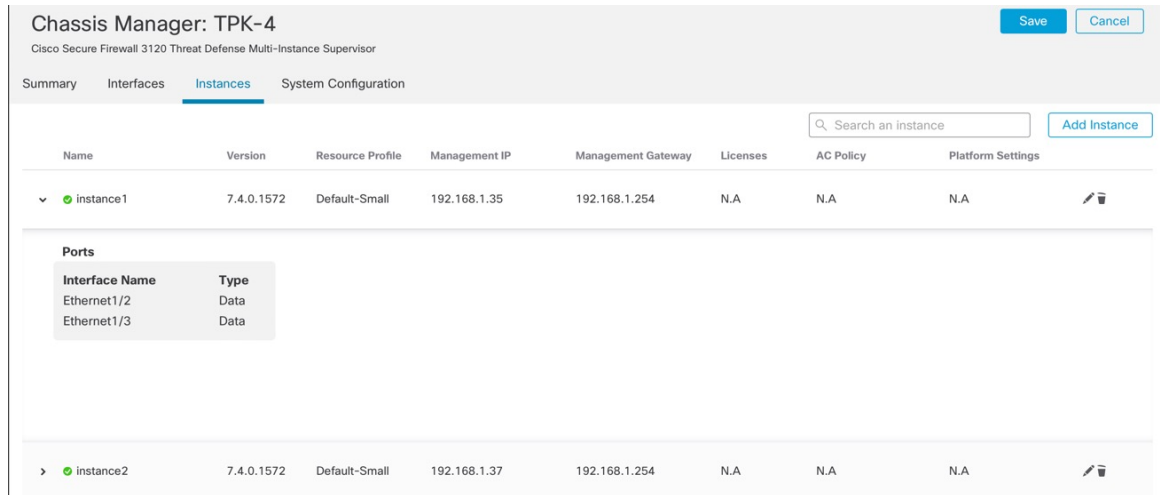 Chassis Manager: TPK-4
Save
Cancel
Cisco Secure Firewall 3120 Threat Defense Multi-Instance Supervisor
Summary Interfaces Instances System Configuration
Search an instance
Add Instance
Name Version Resource Profile Management IP Management Gateway Licenses AC Policy Platform Settings
instance1 7.4.0.1572 Default-Small 192.168.1.35 192.168.1.254 N.A N.A N.A
Ports
Interface Name Type
Ethernet1/2 Data
Ethernet1/3 Data
instance2 7.4.0.1572 Default-Small 192.168.1.37 192.168.1.254 N.A N.A N.A